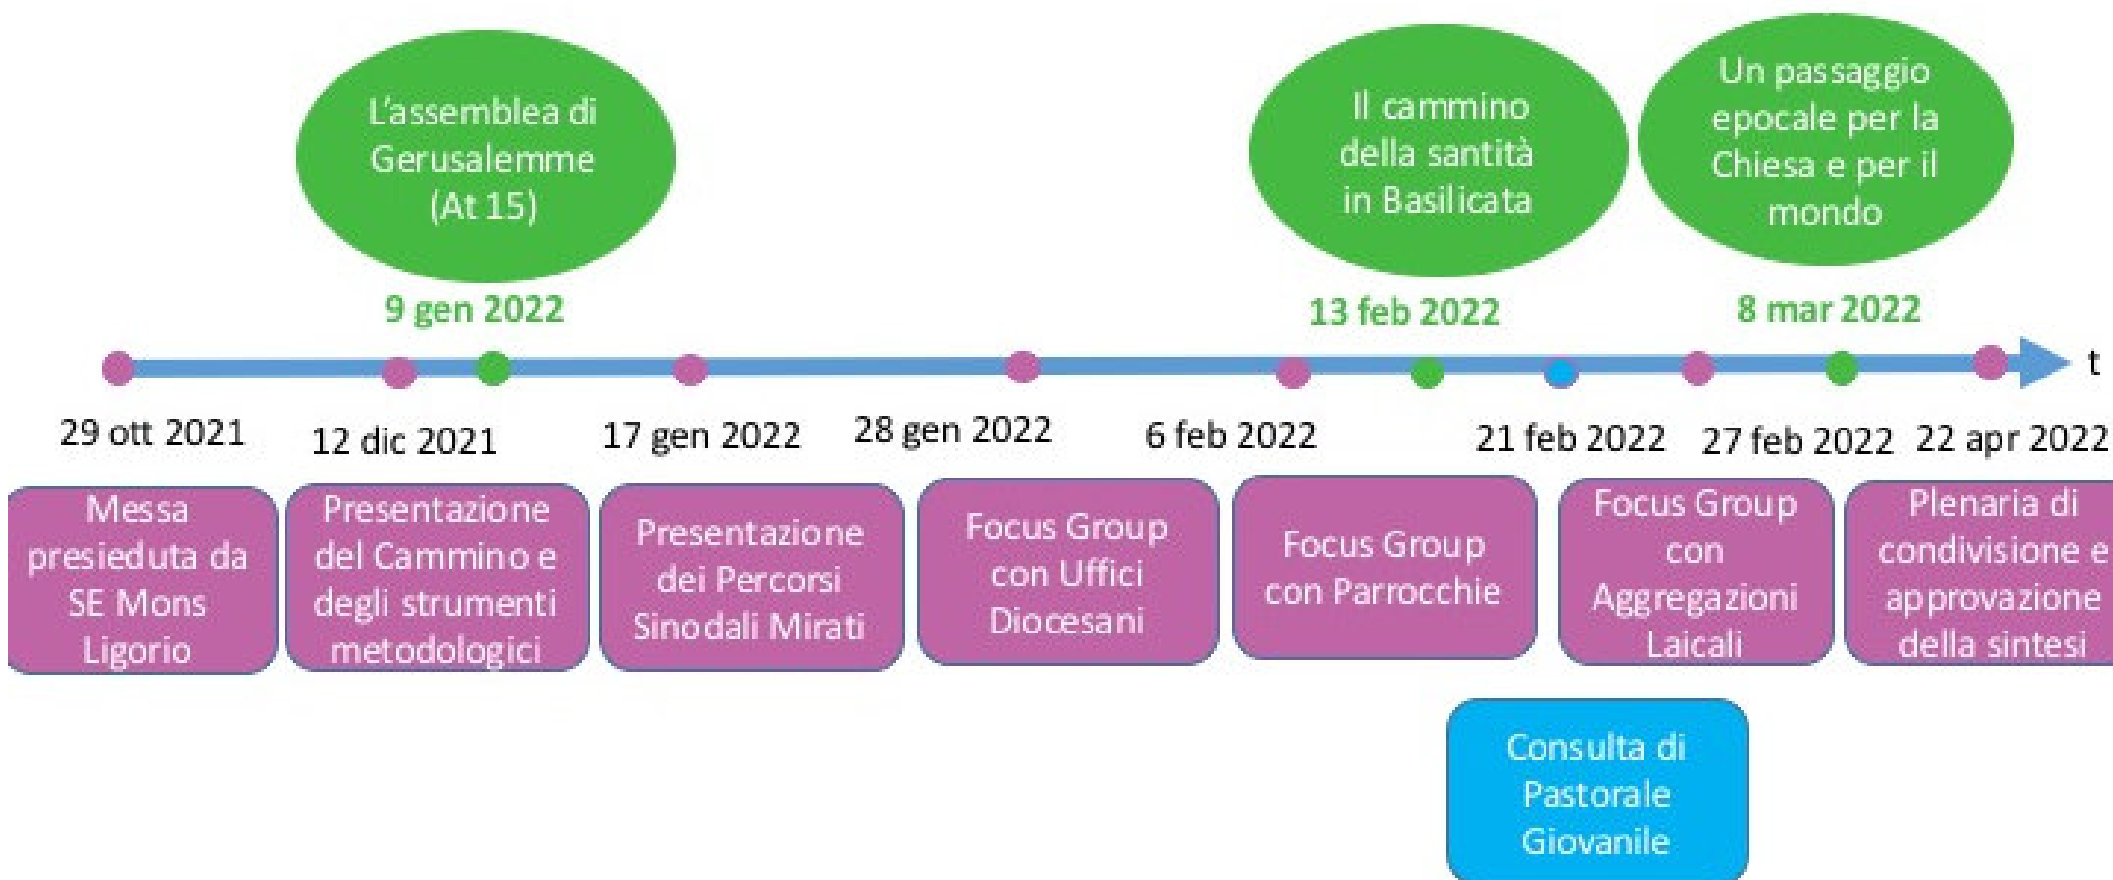 L'assemblea di
Gerusalemme
(At 15)
Il cammino
della santità
in Basilicata
Un passaggio
epocale per la
Chiesa e per il
mondo
9 gen 2022
13 feb 2022
8 mar 2022
t
29 ott 2021
12 dic 2021
17 gen 2022
28 gen 2022
6 feb 2022
21 feb 2022
27 feb 2022
22 apr 2022
Messa
presieduta da
SE Mons
Ligorio
Presentazione
del Cammino e
degli strumenti
metodologici
Presentazione
dei Percorsi
Sinodali Mirati
Focus Group
con Uffici
Diocesani
Focus Group
con Parrocchie
Focus Group
con
Aggregazioni
Laicali
Plenaria di
condivisione e
approvazione
della sintesi
Consulta di
Pastorale
Giovanile